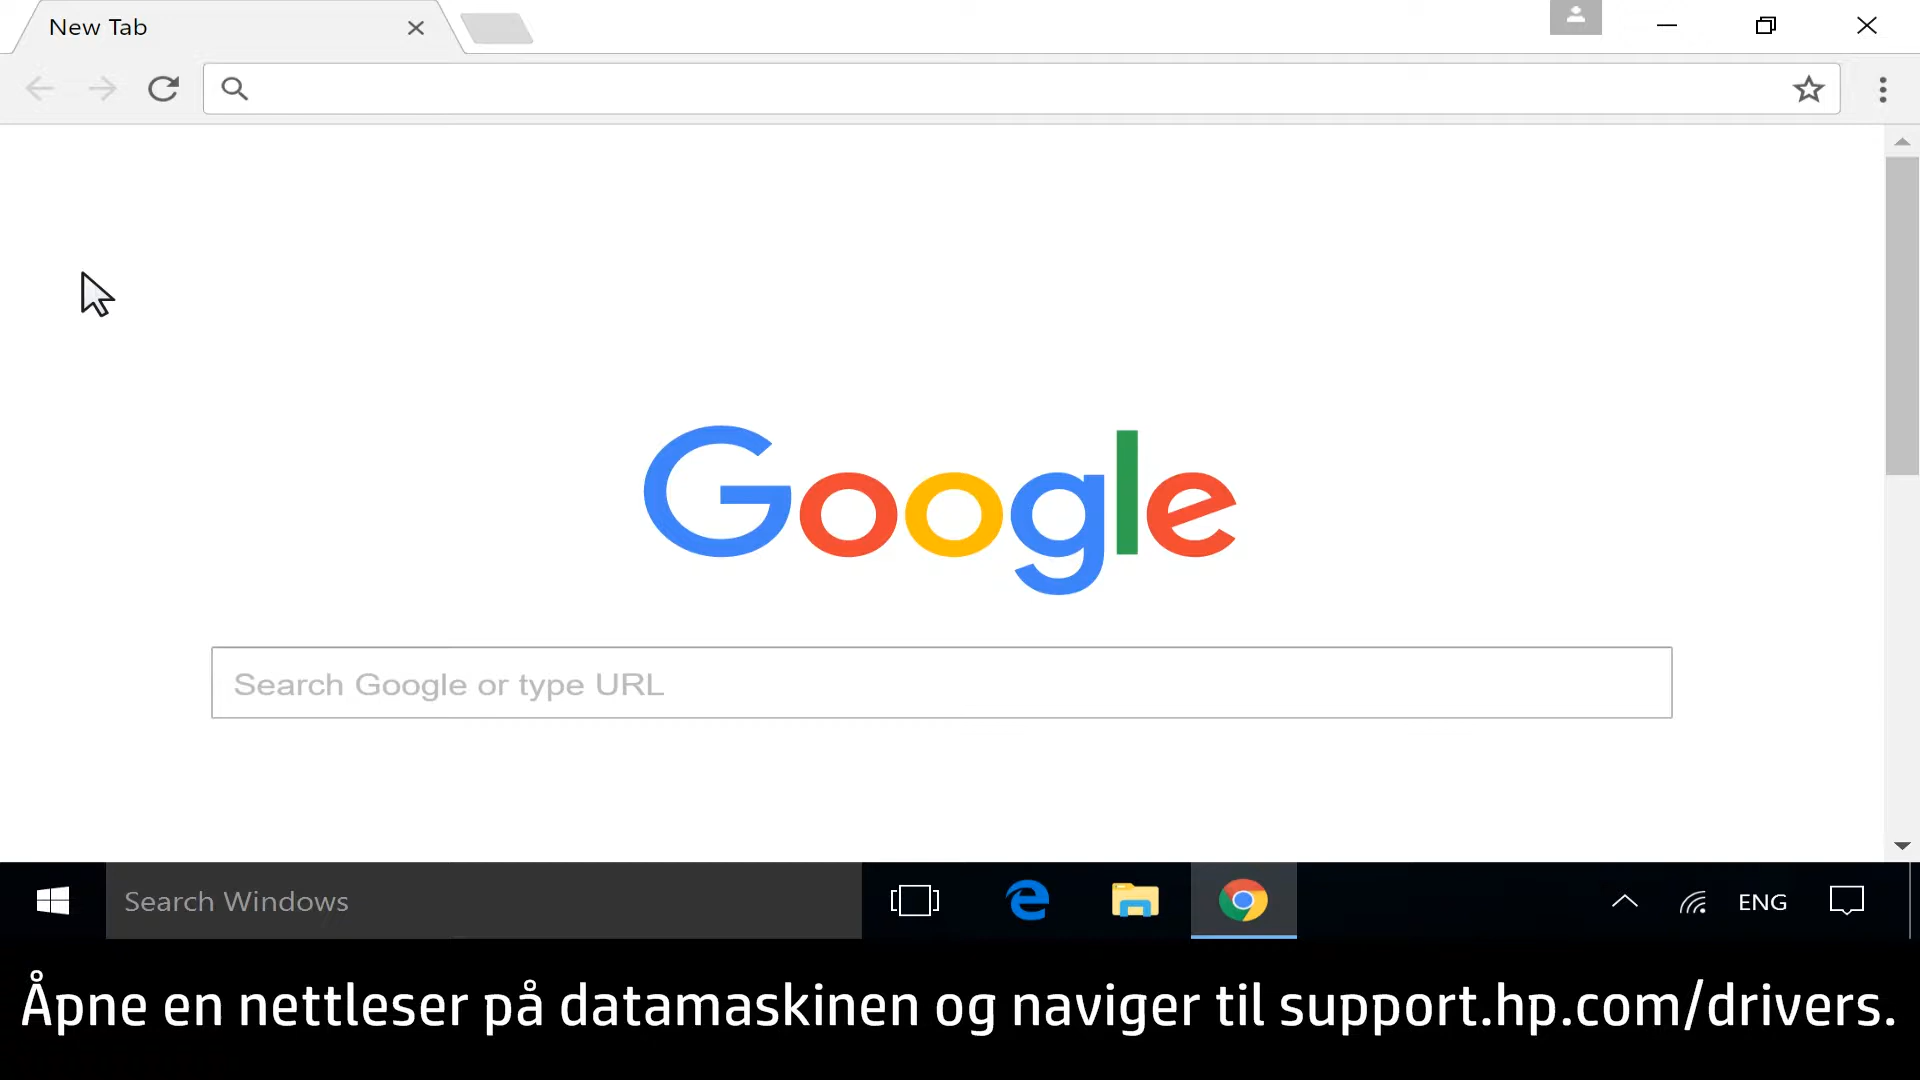 New Tab
Google
Search Google or type URL
Search Windows
ENG
Åpne en nettleser på datamaskinen og naviger til support.hp.com/drivers.